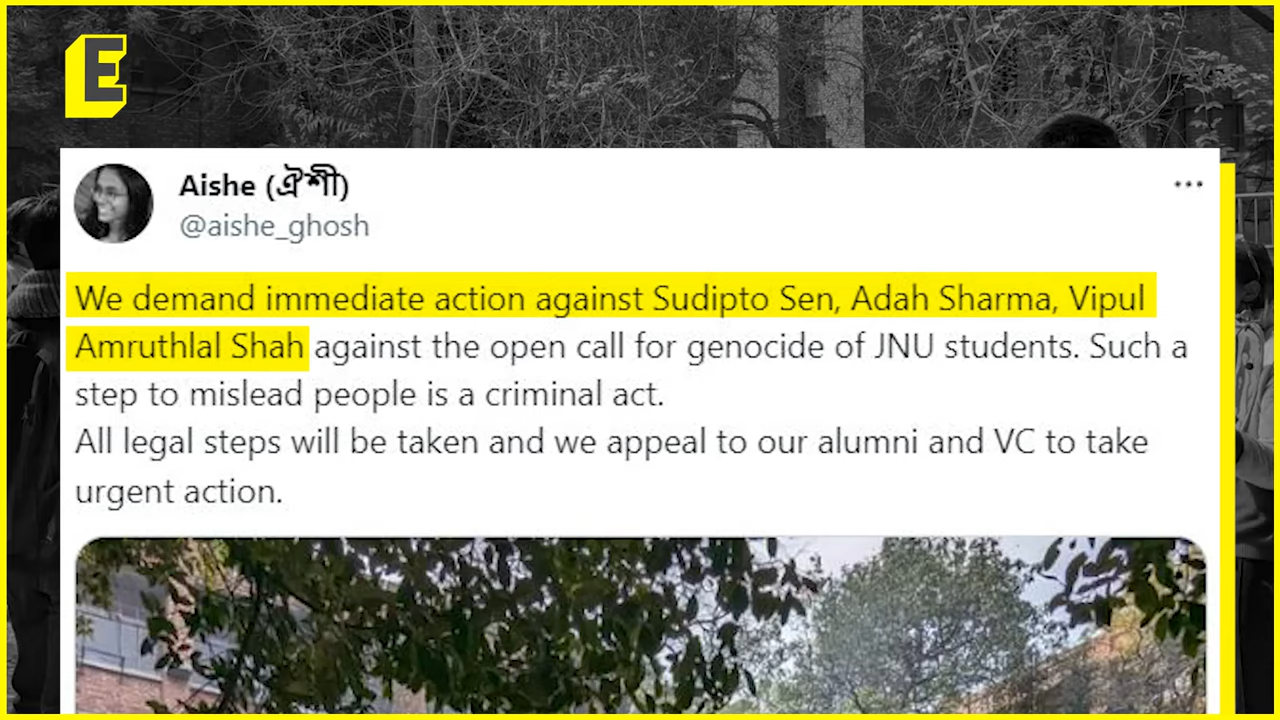 E
Aishe (ঐশী)
@aishe_ghosh
We demand immediate action against Sudipto Sen, Adah Sharma, Vipul
Amruthlal Shah against the open call for genocide of JNU students. Such a
step to mislead people is a criminal act.
All legal steps will be taken and we appeal to our alumni and VC to take
urgent action.